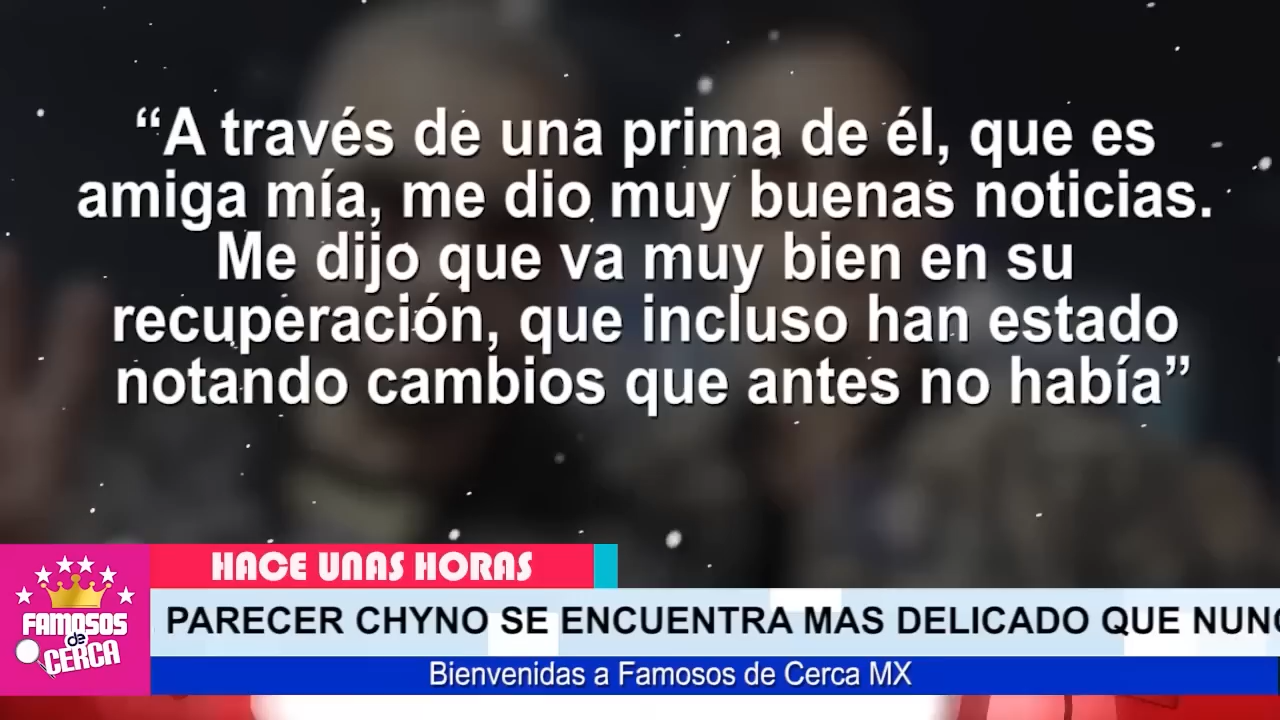 “A través de una prima de él, que es
amiga mía, me dio muy buenas noticias.
Me dijo que va muy bien en su
recuperación, que incluso han estado
notando cambios que antes no había”
HACE UNAS HORAS
PARECER CHYNO SE ENCUENTRA MAS DELICADO QUE NUNC
Bienvenidas a Famosos de Cerca MX
FAMOSOS
de
CERCA